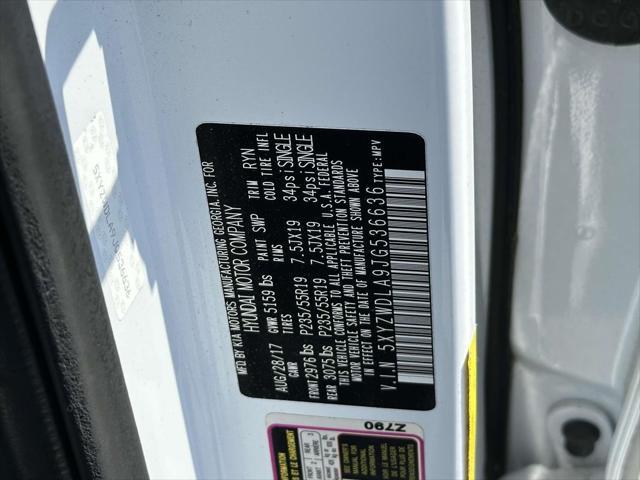 MFD. BY KIA MOTORS MANUFACTURING GEORGIA, INC. FOR
HYUNDAI MOTOR COMPANY
AUG/28/17 GVWR 5159 lbs PAINT SWP TRIM RYN
GAWR TIRES RIMS COLD TIRE INFL
FRONT 2976 lbs P235/55R19 7.5JX19 34psi SINGLE
REAR 3075 lbs P235/55R19 7.5JX19 34psi SINGLE
THIS VEHICLE CONFORMS TO ALL APPLICABLE U.S.A. FEDERAL
MOTOR VEHICLE SAFETY AND THEFT PREVENTION STANDARDS
IN EFFECT ON THE DATE OF MANUFACTURE SHOWN ABOVE.
V.I.N 5XYZWDLA9JG536636 TYPE:MPV
Z790